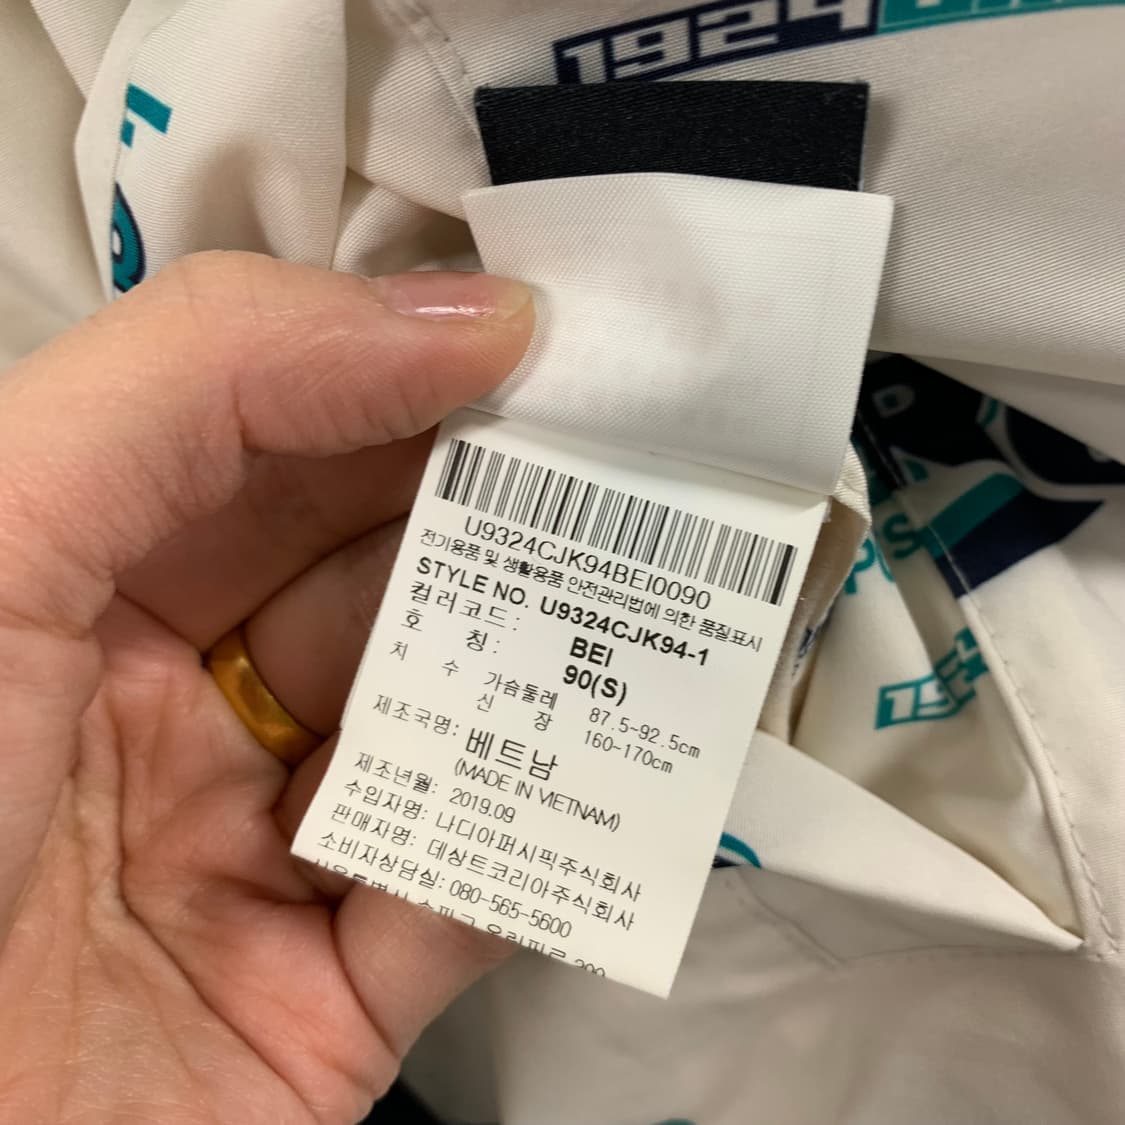 1924
U9324CJK94BEI0090
전기용품 및 생활용품 안전관리법에 의한 품질표시
STYLE NO. U9324CJK94-1
컬러코드: BEI
호 칭: 90(S)
치 수 가슴둘레 87.5~92.5cm
신 장 160~170cm
제조국명: 베트남
(MADE IN VIETNAM)
제조년월: 2019.09
수입자명: 나디아퍼시픽주식회사
판매자명: 데상트코리아주식회사
소비자상담실: 080-565-5600